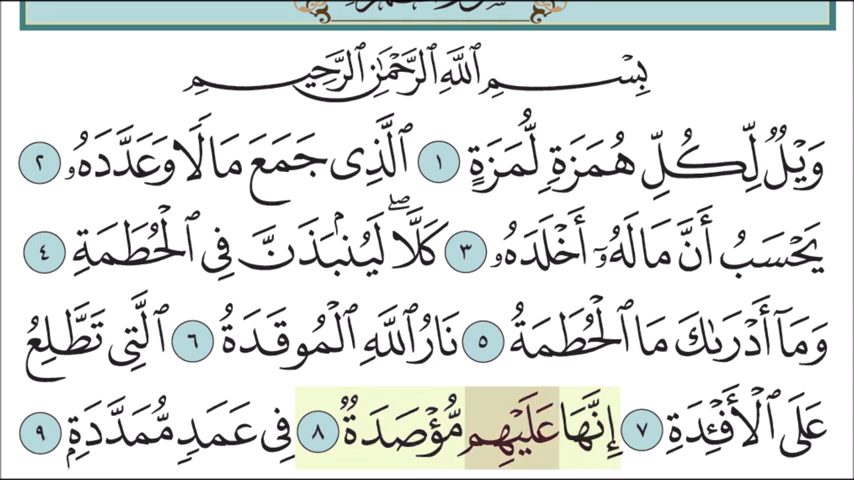 بِسْمِ ٱللَّهِ ٱلرَّحْمَٰنِ ٱلرَّحِيمِ
وَيْلٌ لِّكُلِّ هُمَزَةٍ لُّمَزَةٍ ١ ٱلَّذِى جَمَعَ مَالًا وَعَدَّدَهُۥ ٢
يَحْسَبُ أَنَّ مَالَهُۥٓ أَخْلَدَهُۥ ٣ كَلَّا ۖ لَيُنۢبَذَنَّ فِى ٱلْحُطَمَةِ ٤
وَمَآ أَدْرَىٰكَ مَا ٱلْحُطَمَةُ ٥ نَارُ ٱللَّهِ ٱلْمُوقَدَةُ ٦ ٱلَّتِى تَطَّلِعُ
عَلَى ٱلْأَفْـِٔدَةِ ٧ إِنَّهَا عَلَيْهِم مُّؤْصَدَةٌ ٨ فِى عَمَدٍ مُّمَدَّدَةٍۭ ٩